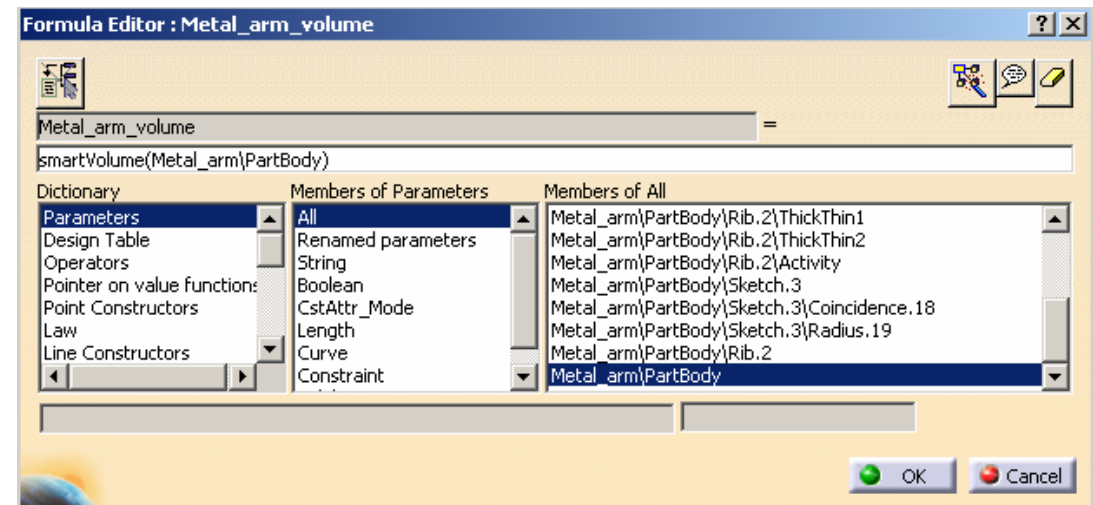 Formula Editor : Metal_arm_volume
Metal_arm_volume =
smartVolume(Metal_arm\PartBody)
Dictionary Members of Parameters Members of All
Parameters All Metal_arm\PartBody\Rib.2\ThickThin1
Design Table Renamed parameters Metal_arm\PartBody\Rib.2\ThickThin2
Operators String Metal_arm\PartBody\Rib.2\Activity
Pointer on value functions Boolean Metal_arm\PartBody\Sketch.3
Point Constructors CstAttr_Mode Metal_arm\PartBody\Sketch.3\Coincidence.18
Law Length Metal_arm\PartBody\Sketch.3\Radius.19
Line Constructors Curve Metal_arm\PartBody\Rib.2
Constraint Metal_arm\PartBody
OK Cancel